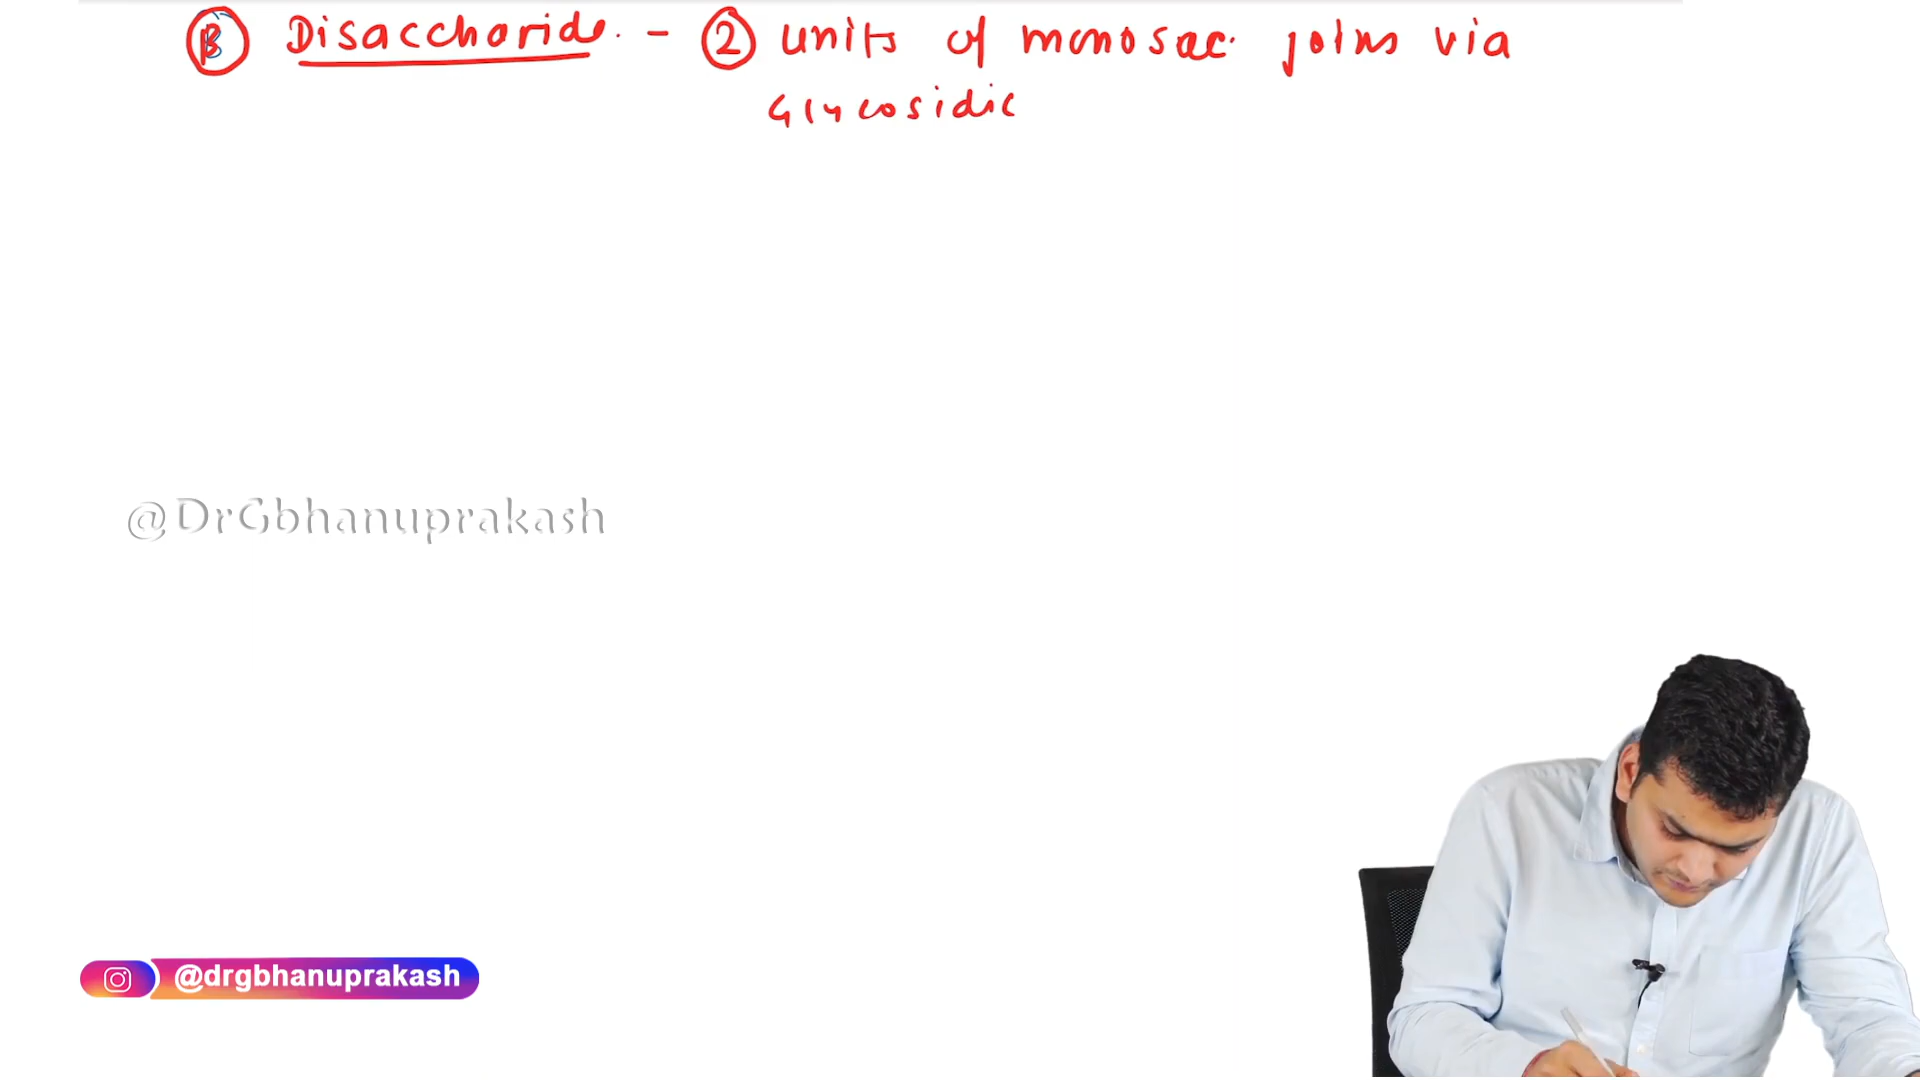 B Disaccharide. - 2 units of monosac. joins via
Glycosidic
@DrGbhanuprakash
@drgbhanuprakash